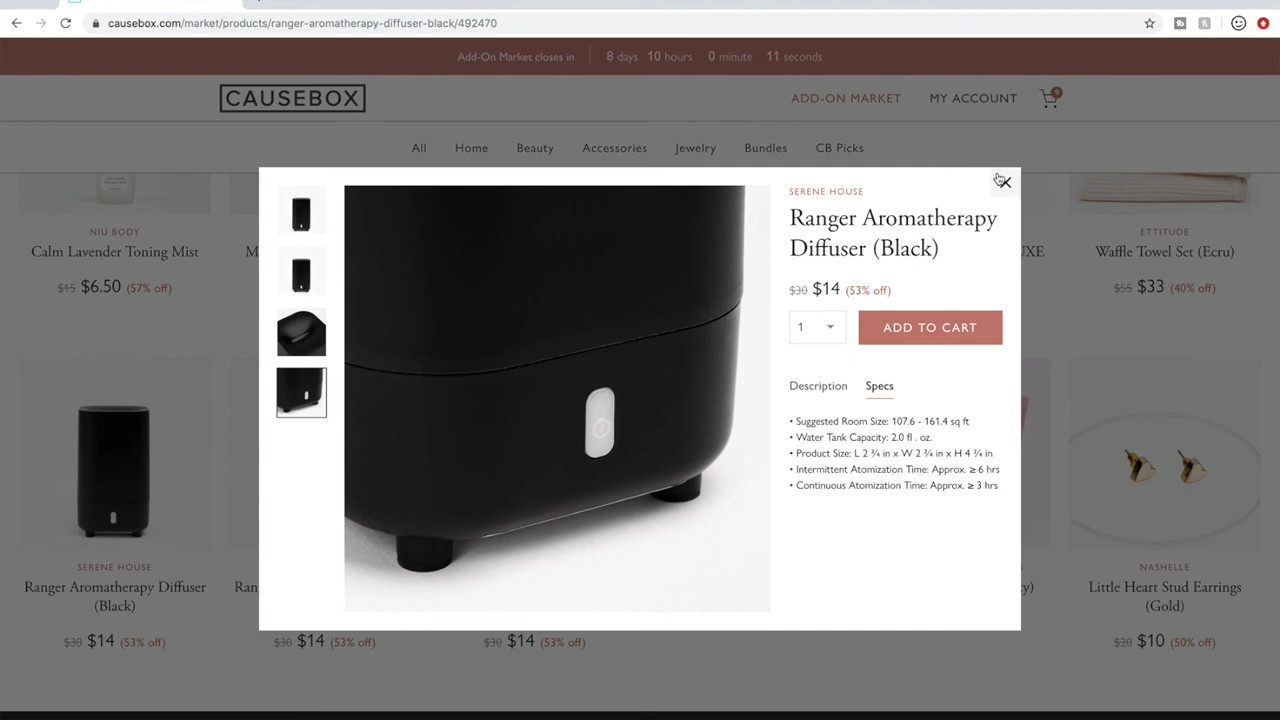 causebox.com/market/products/ranger-aromatherapy-diffuser-black/492470
Add-On Market closes in 8 days 10 hours 0 minute 11 seconds
CAUSEBOX
ADD-ON MARKET MY ACCOUNT
All Home Beauty Accessories Jewelry Bundles CB Picks
NIU BODY
Calm Lavender Toning Mist
$15 $6.50 (57% off)
ETTITUDE
Waffle Towel Set (Ecru)
$55 $33 (40% off)
SERENE HOUSE
Ranger Aromatherapy
Diffuser (Black)
$30 $14 (53% off)
1
ADD TO CART
Description Specs
• Suggested Room Size: 107.6 - 161.4 sq ft
• Water Tank Capacity: 2.0 fl . oz.
• Product Size: L 2 ¾ in x W 2 ¾ in x H 4 ¾ in
• Intermittent Atomization Time: Approx. ≥ 6 hrs
• Continuous Atomization Time: Approx. ≥ 3 hrs
SERENE HOUSE
Ranger Aromatherapy Diffuser
(Black)
$30 $14 (53% off)
$30 $14 (53% off)
$30 $14 (53% off)
NASHELLE
Little Heart Stud Earrings
(Gold)
$20 $10 (50% off)